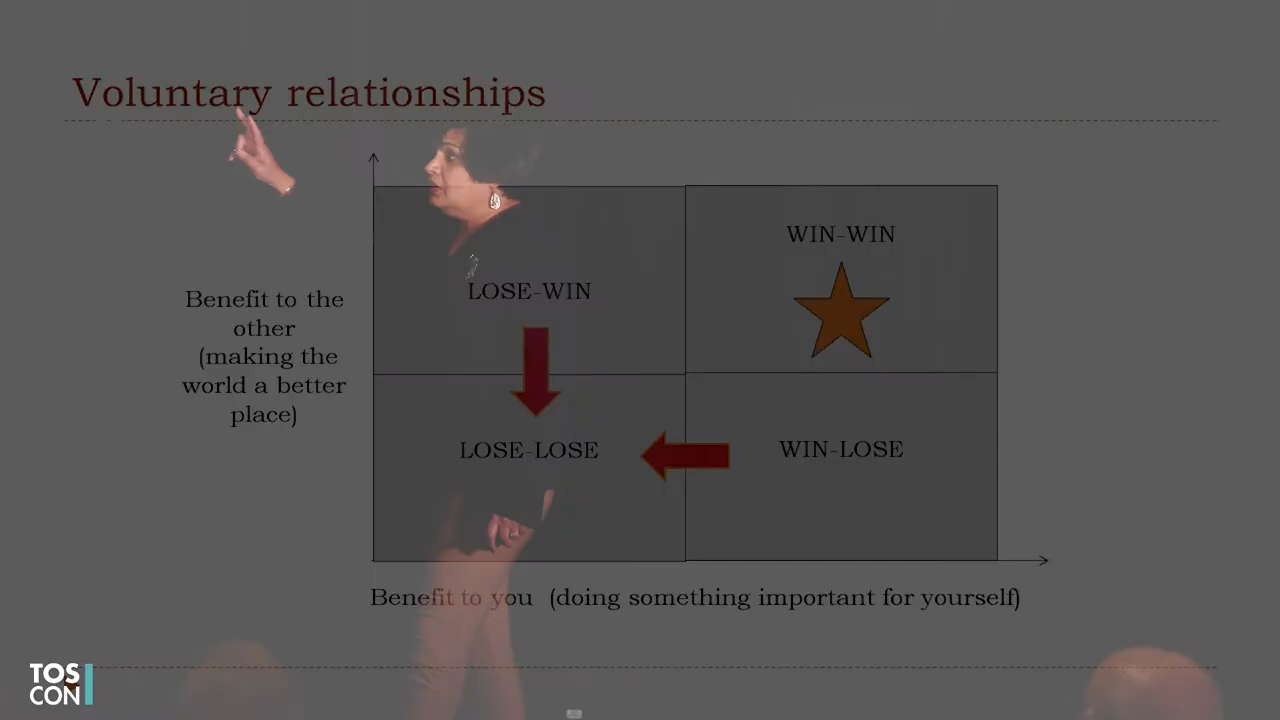 Voluntary relationships
WIN-WIN
LOSE-WIN
Benefit to the
other
(making the
world a better
place)
LOSE-LOSE
WIN-LOSE
Benefit to you (doing something important for yourself)
TOS
CON